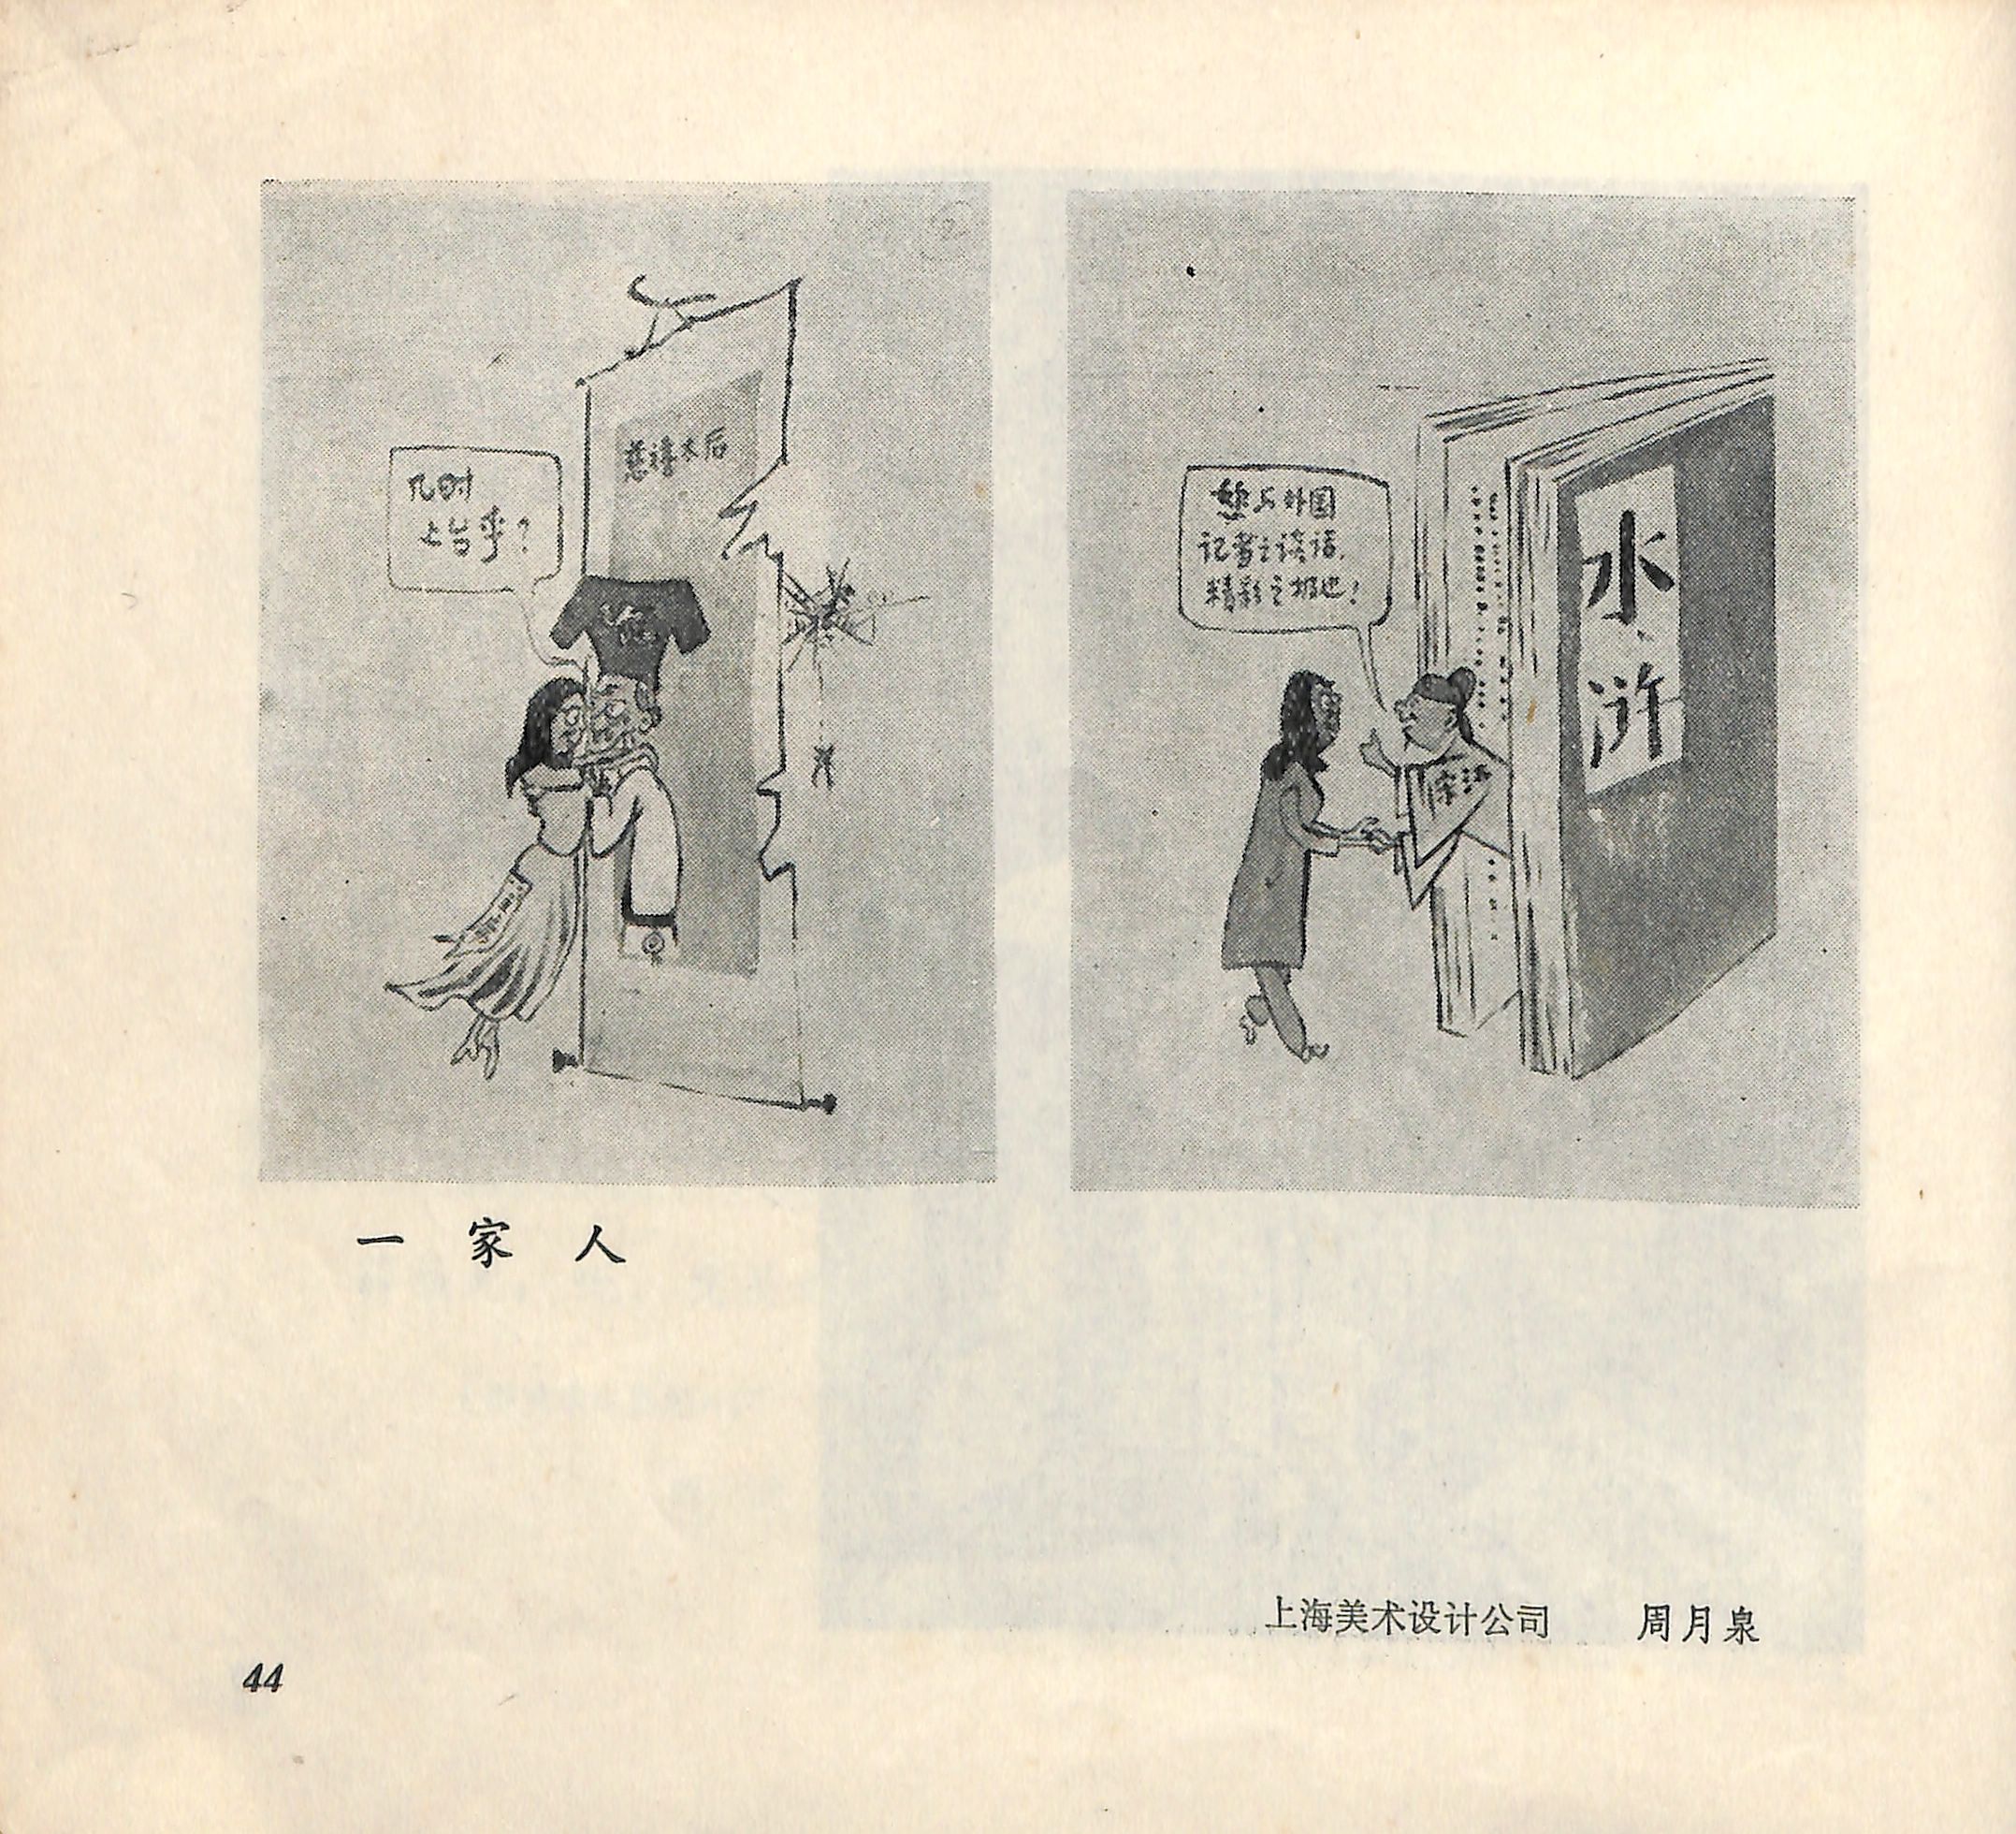 慈禧太后
几时
上台乎？
您与外国
记者之谈话，
精彩之极也！
水浒
宋江
一家人
上海美术设计公司 周月泉
44